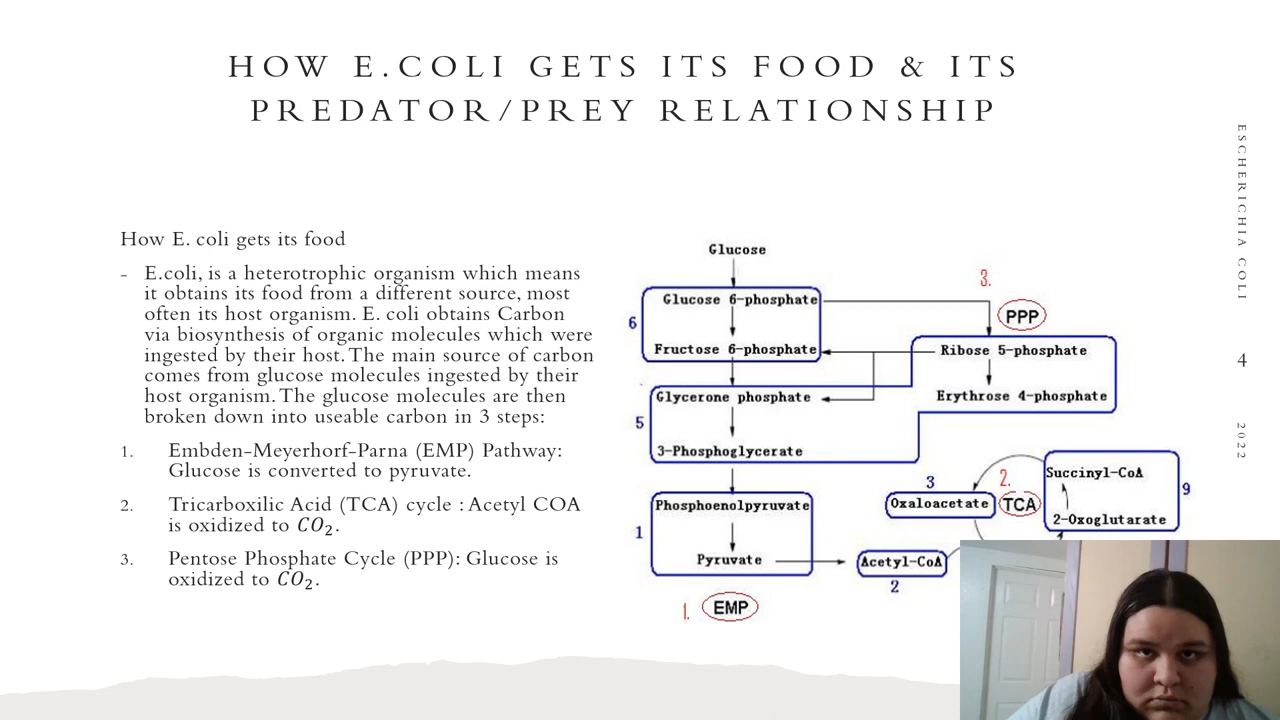 HOW E.COLI GETS ITS FOOD & ITS
PREDATOR/PREY RELATIONSHIP
How E. coli gets its food
- E.coli, is a heterotrophic organism which means
it obtains its food from a different source, most
often its host organism. E. coli obtains Carbon
via biosynthesis of organic molecules which were
ingested by their host. The main source of carbon
comes from glucose molecules ingested by their
host organism. The glucose molecules are then
broken down into useable carbon in 3 steps:
1. Embden-Meyerhorf-Parna (EMP) Pathway:
Glucose is converted to pyruvate.
2. Tricarboxilic Acid (TCA) cycle : Acetyl COA
is oxidized to CO₂.
3. Pentose Phosphate Cycle (PPP): Glucose is
oxidized to CO₂.
Glucose
3.
Glucose 6-phosphate
PPP
6
Fructose 6-phosphate
Ribose 5-phosphate
Glycerone phosphate
Erythrose 4-phosphate
5
3-Phosphoglycerate
Succinyl-CoA
2.
3
9
Phosphoenolpyruvate
Oxaloacetate
TCA
2-Oxoglutarate
1
Pyruvate
Acetyl-CoA
2
1.
EMP
ESCHERICHIA COLI
4
2022